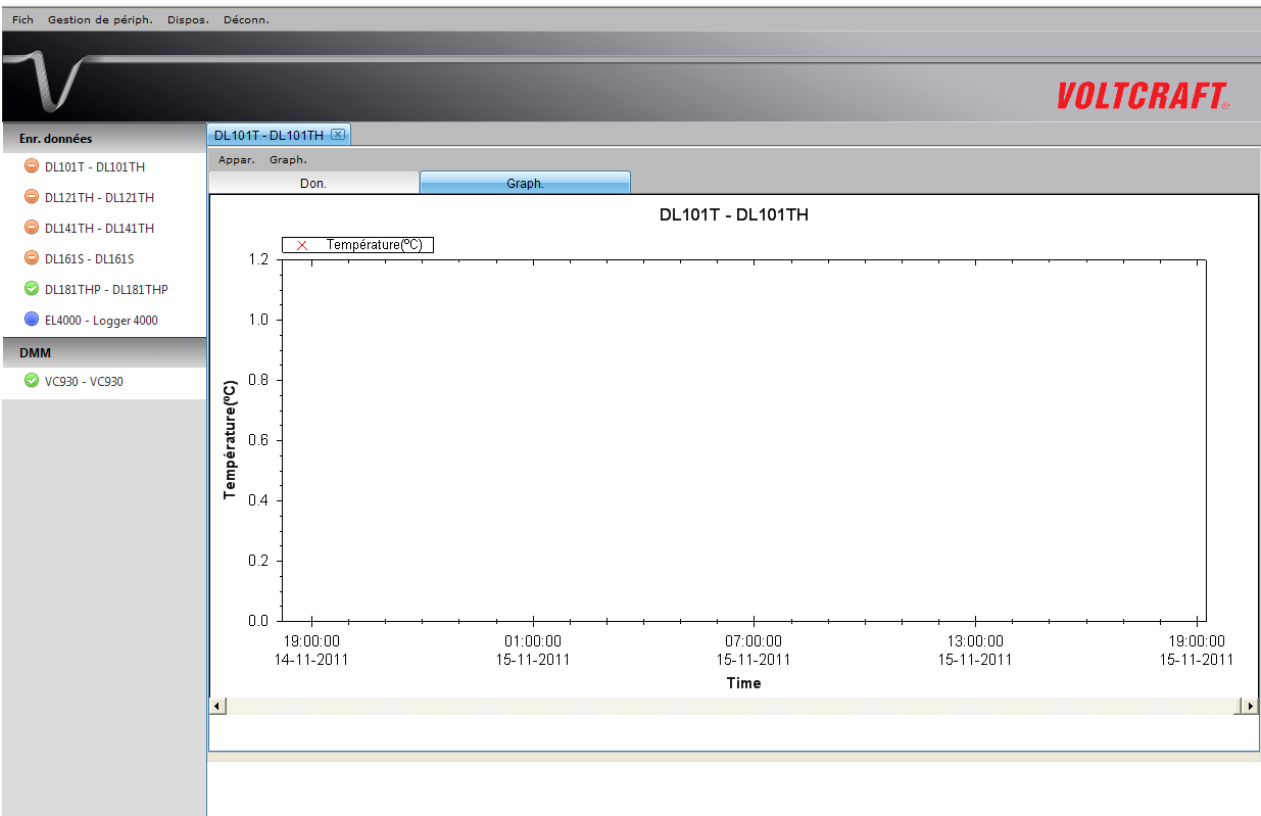 Fich Gestion de périph. Dispos. Déconn.
VOLTCRAFT®
Enr. données
DL101T - DL101TH
DL121TH - DL121TH
DL141TH - DL141TH
DL161S - DL161S
DL181THP - DL181THP
EL4000 - Logger 4000
DMM
VC930 - VC930
DL101T - DL101TH
Appar. Graph.
Don. Graph.
DL101T - DL101TH
Température(ºC)
1.2
1.0
0.8
0.6
0.4
0.2
0.0
Température(ºC)
19:00:00 01:00:00 07:00:00 13:00:00 19:00:00
14-11-2011 15-11-2011 15-11-2011 15-11-2011 15-11-2011
Time